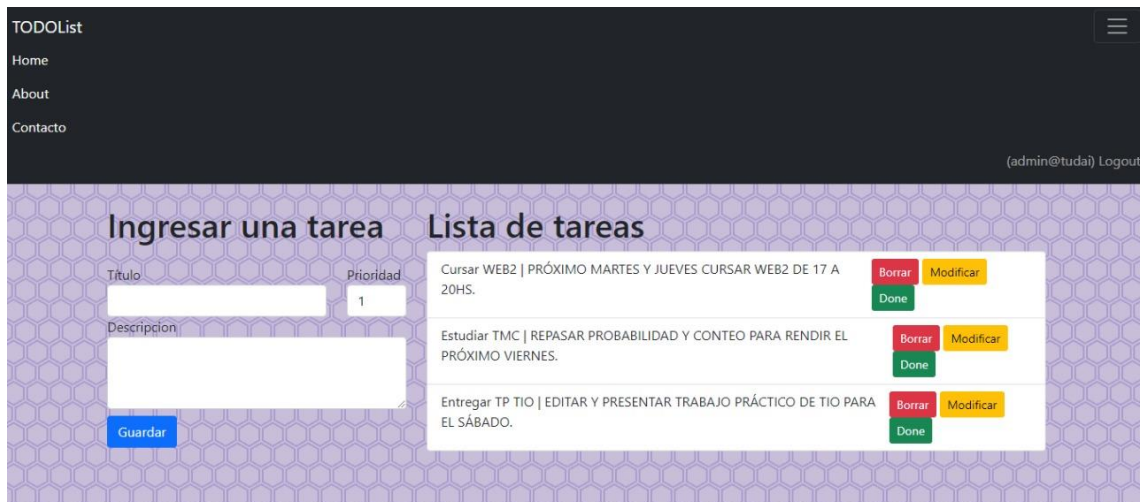 TODOList
Home
About
Contacto
(admin@tudai) Logout
Ingresar una tarea
Título
Prioridad
1
Descripcion
Guardar
Lista de tareas
Cursar WEB2 | PRÓXIMO MARTES Y JUEVES CURSAR WEB2 DE 17 A
20HS.
Borrar
Modificar
Done
Estudiar TMC | REPASAR PROBABILIDAD Y CONTEO PARA RENDIR EL
PRÓXIMO VIERNES.
Borrar
Modificar
Done
Entregar TP TIO | EDITAR Y PRESENTAR TRABAJO PRÁCTICO DE TIO PARA
EL SÁBADO.
Borrar
Modificar
Done